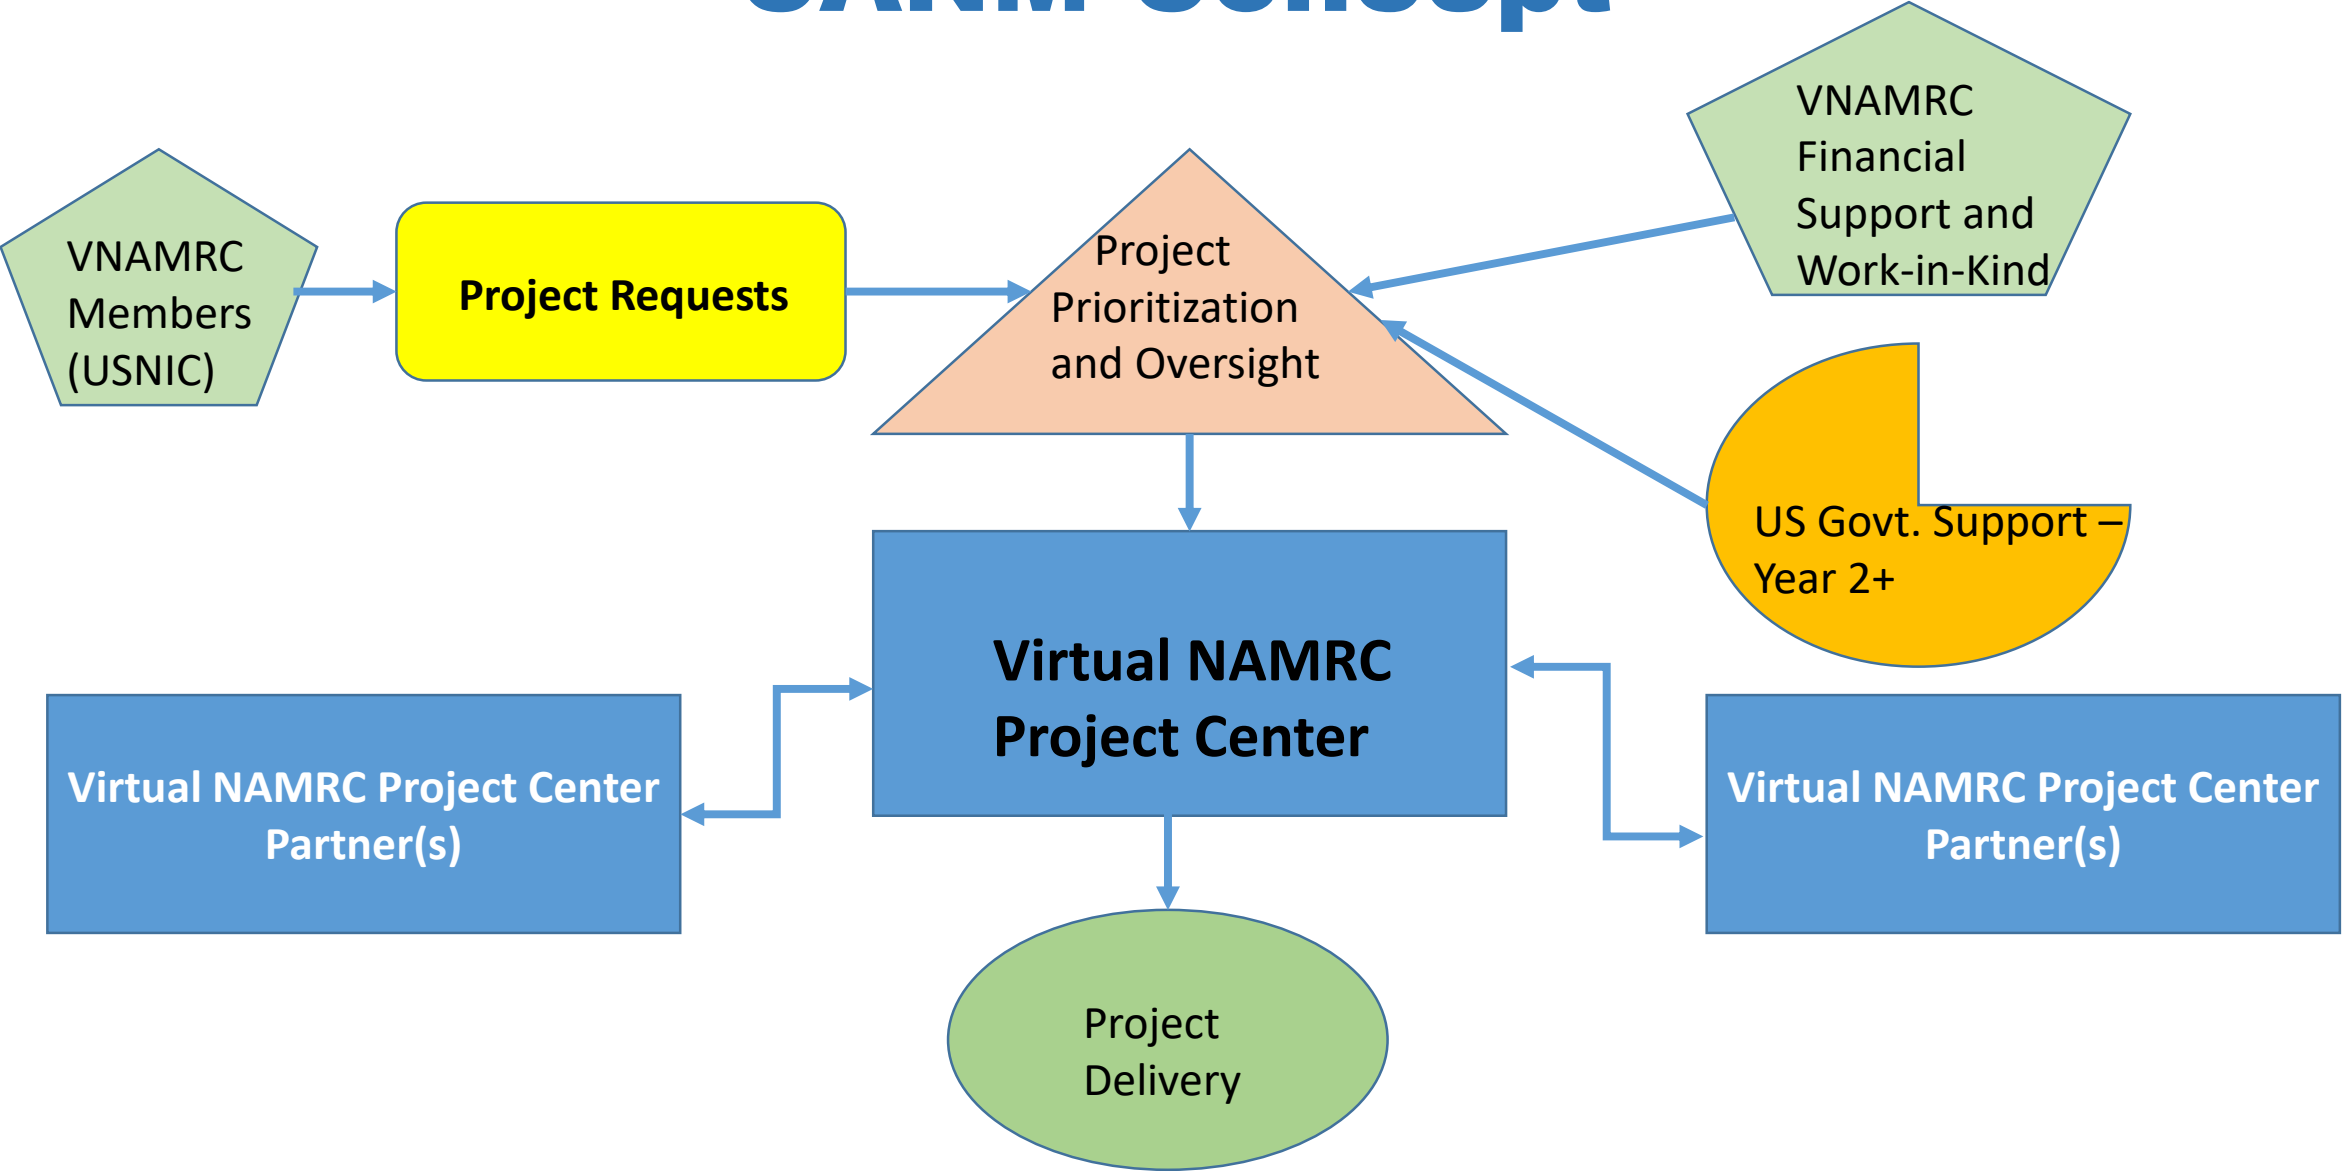 Concept
VNAMRC
Financial
Support and
Work-in-Kind
VNAMRC
Members
(USNIC)
Project Requests
Project
Prioritization
and Oversight
US Govt. Support –
Year 2+
Virtual NAMRC
Project Center
Virtual NAMRC Project Center
Partner(s)
Virtual NAMRC Project Center
Partner(s)
Project
Delivery